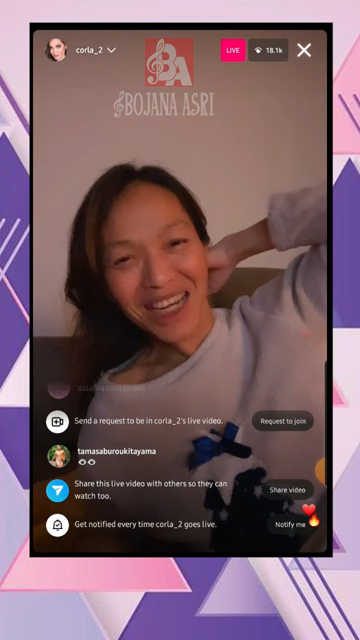 corla_2
LIVE
18.1k
BA
BOJANA ASRI
Send a request to be in corla_2's live video.
Request to join
tamasaburoukitayama
Share this live video with others so they can
watch too.
Share video
Get notified every time corla_2 goes live.
Notify me